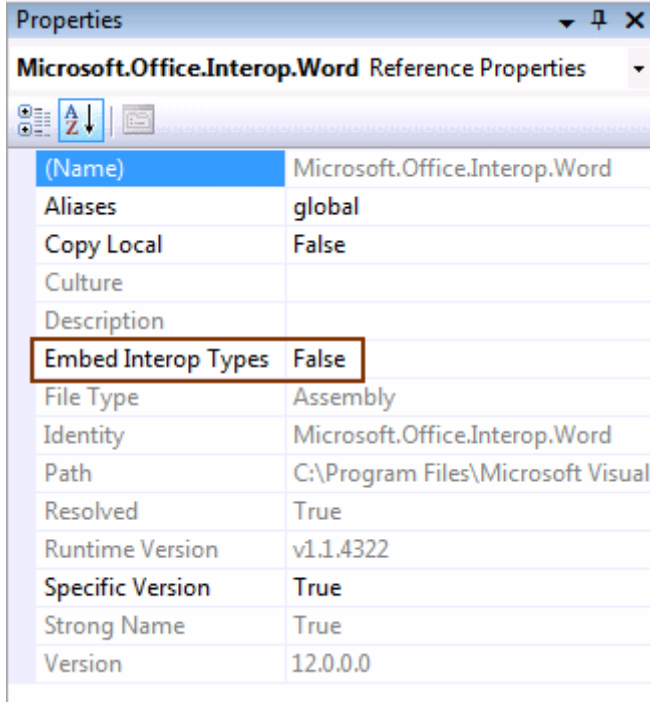 Properties
Microsoft.Office.Interop.Word Reference Properties
(Name) Microsoft.Office.Interop.Word
Aliases global
Copy Local False
Culture
Description
Embed Interop Types False
File Type Assembly
Identity Microsoft.Office.Interop.Word
Path C:\Program Files\Microsoft Visual
Resolved True
Runtime Version v1.1.4322
Specific Version True
Strong Name True
Version 12.0.0.0